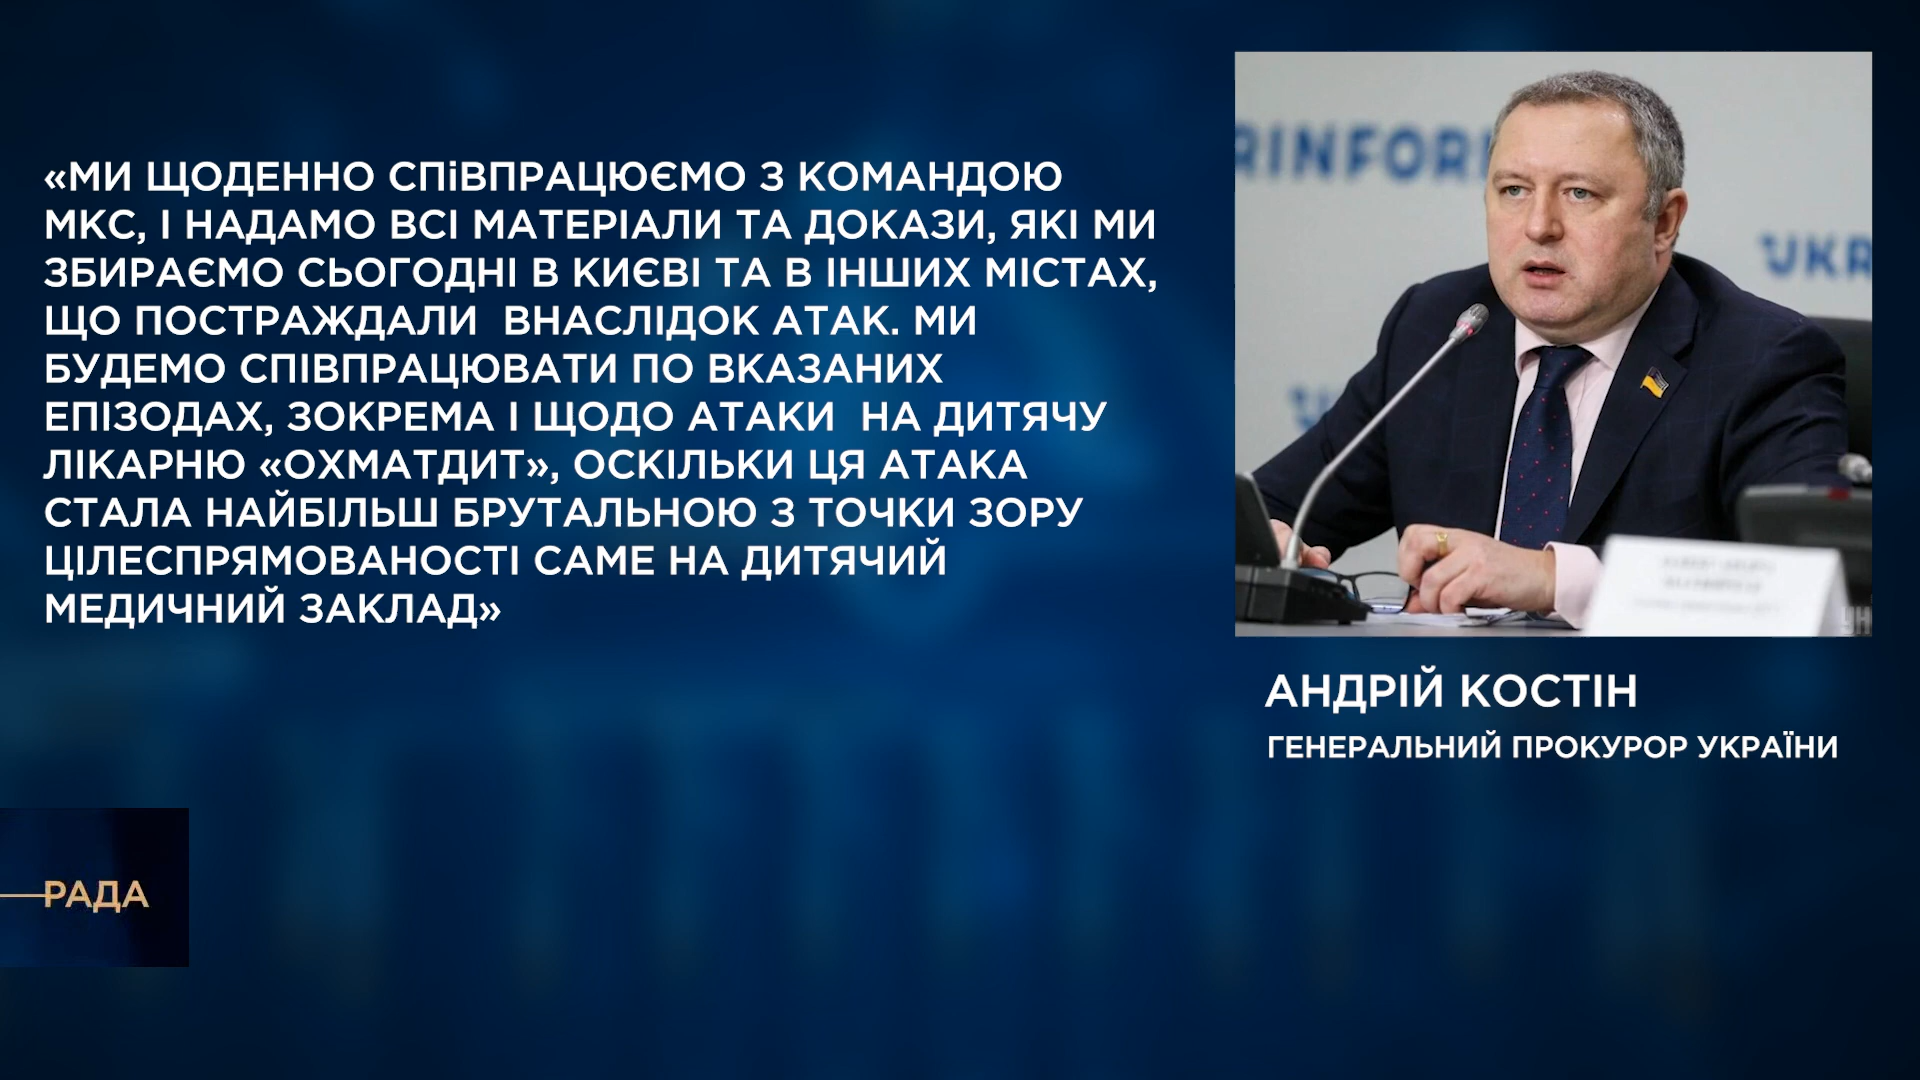 «МИ ЩОДЕННО СПіВПРАЦЮЄМО З КОМАНДОЮ
МКС, І НАДАМО ВСІ МАТЕРІАЛИ ТА ДОКАЗИ, ЯКІ МИ
ЗБИРАЄМО СЬОГОДНІ В КИЄВІ ТА В ІНШИХ МІСТАХ,
ЩО ПОСТРАЖДАЛИ ВНАСЛІДОК АТАК. МИ
БУДЕМО СПІВПРАЦЮВАТИ ПО ВКАЗАНИХ
ЕПІЗОДАХ, ЗОКРЕМА І ЩОДО АТАКИ НА ДИТЯЧУ
ЛІКАРНЮ «ОХМАТДИТ», ОСКІЛЬКИ ЦЯ АТАКА
СТАЛА НАЙБІЛЬШ БРУТАЛЬНОЮ З ТОЧКИ ЗОРУ
ЦІЛЕСПРЯМОВАНОСТІ САМЕ НА ДИТЯЧИЙ
МЕДИЧНИЙ ЗАКЛАД»
RINFOR
UKR
УН
АНДРІЙ КОСТІН
ГЕНЕРАЛЬНИЙ ПРОКУРОР УКРАЇНИ
РАДА